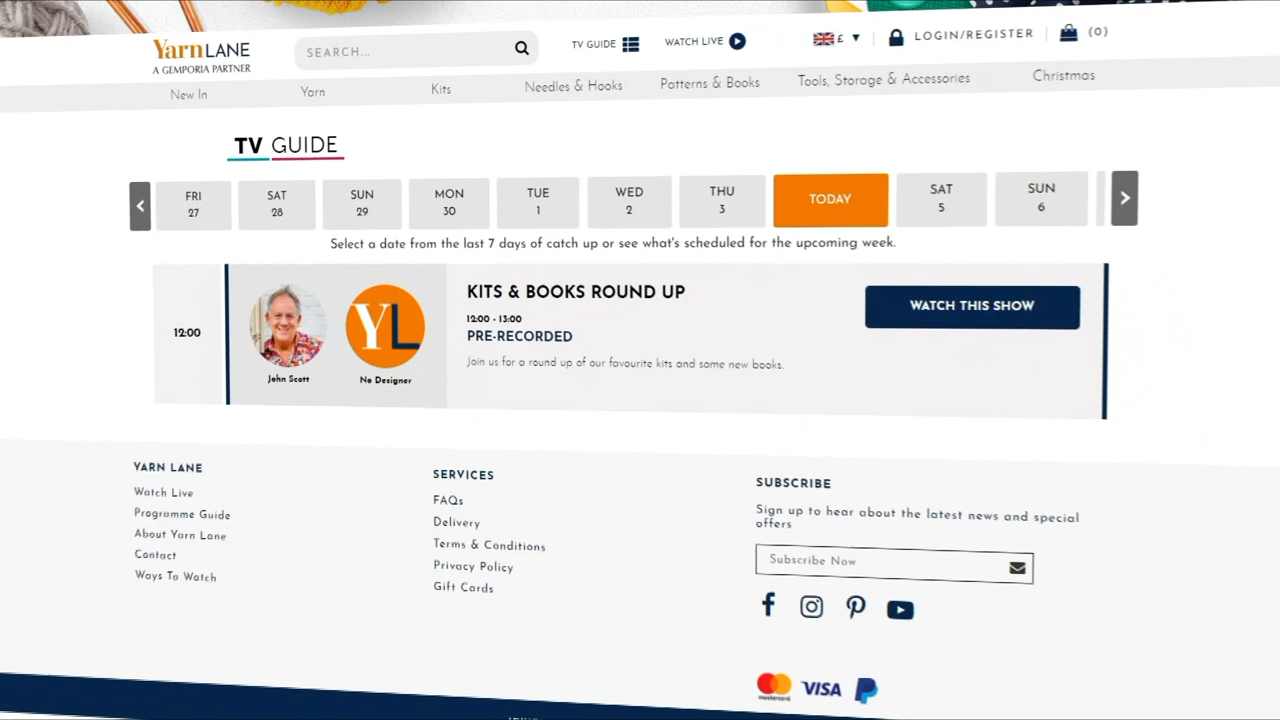 YarnLANE
A GEMPORIA PARTNER
SEARCH...
TV GUIDE
WATCH LIVE
£
LOGIN/REGISTER
(0)
New In
Yarn
Kits
Needles & Hooks
Patterns & Books
Tools, Storage & Accessories
Christmas
TV GUIDE
FRI
27
SAT
28
SUN
29
MON
30
TUE
1
WED
2
THU
3
TODAY
SAT
5
SUN
6
Select a date from the last 7 days of catch up or see what's scheduled for the upcoming week.
12:00
John Scott
YL
No Designer
KITS & BOOKS ROUND UP
12:00 - 13:00
PRE-RECORDED
Join us for a round up of our favourite kits and some new books.
WATCH THIS SHOW
YARN LANE
Watch Live
Programme Guide
About Yarn Lane
Contact
Ways To Watch
SERVICES
FAQs
Delivery
Terms & Conditions
Privacy Policy
Gift Cards
SUBSCRIBE
Sign up to hear about the latest news and special
offers
Subscribe Now
mastercard
VISA